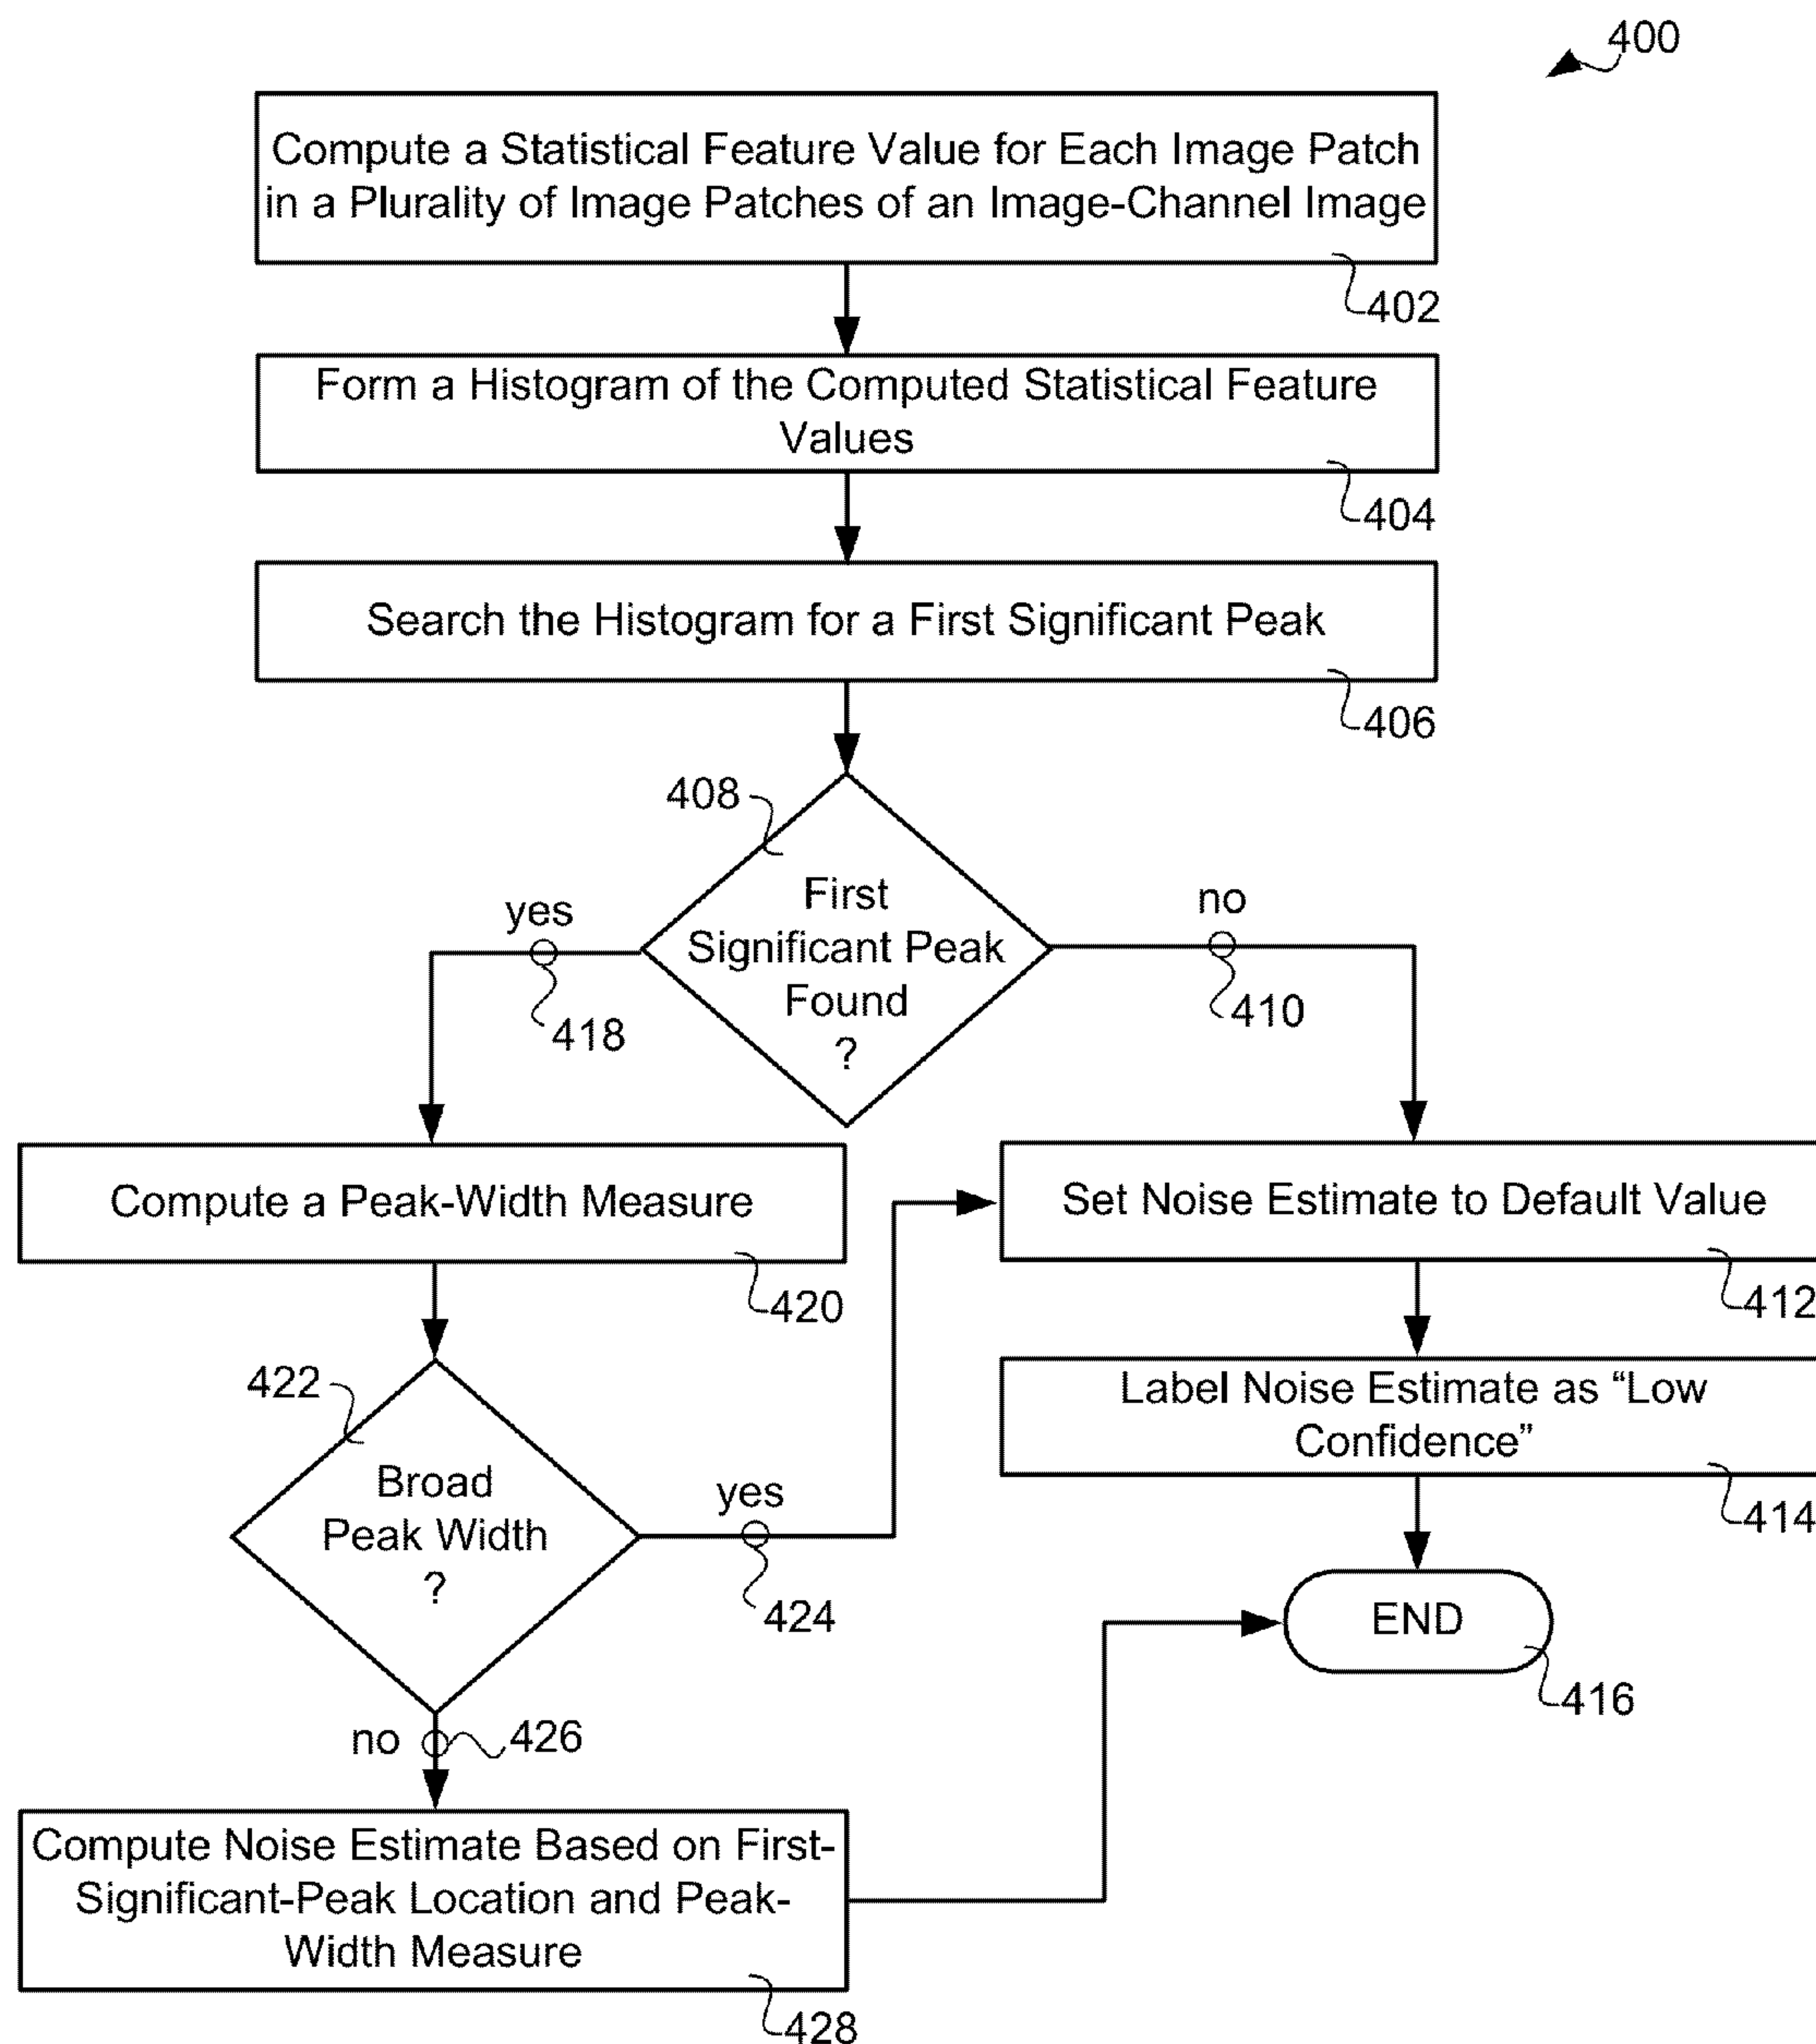 400
Compute a Statistical Feature Value for Each Image Patch
in a Plurality of Image Patches of an Image-Channel Image
402
Form a Histogram of the Computed Statistical Feature
Values
404
Search the Histogram for a First Significant Peak
406
408
First
Significant Peak
Found
?
yes
418
no
410
Compute a Peak-Width Measure
420
Set Noise Estimate to Default Value
412
422
Broad
Peak Width
?
yes
424
Label Noise Estimate as “Low
Confidence”
414
END
416
no
426
Compute Noise Estimate Based on First-
Significant-Peak Location and Peak-
Width Measure
428